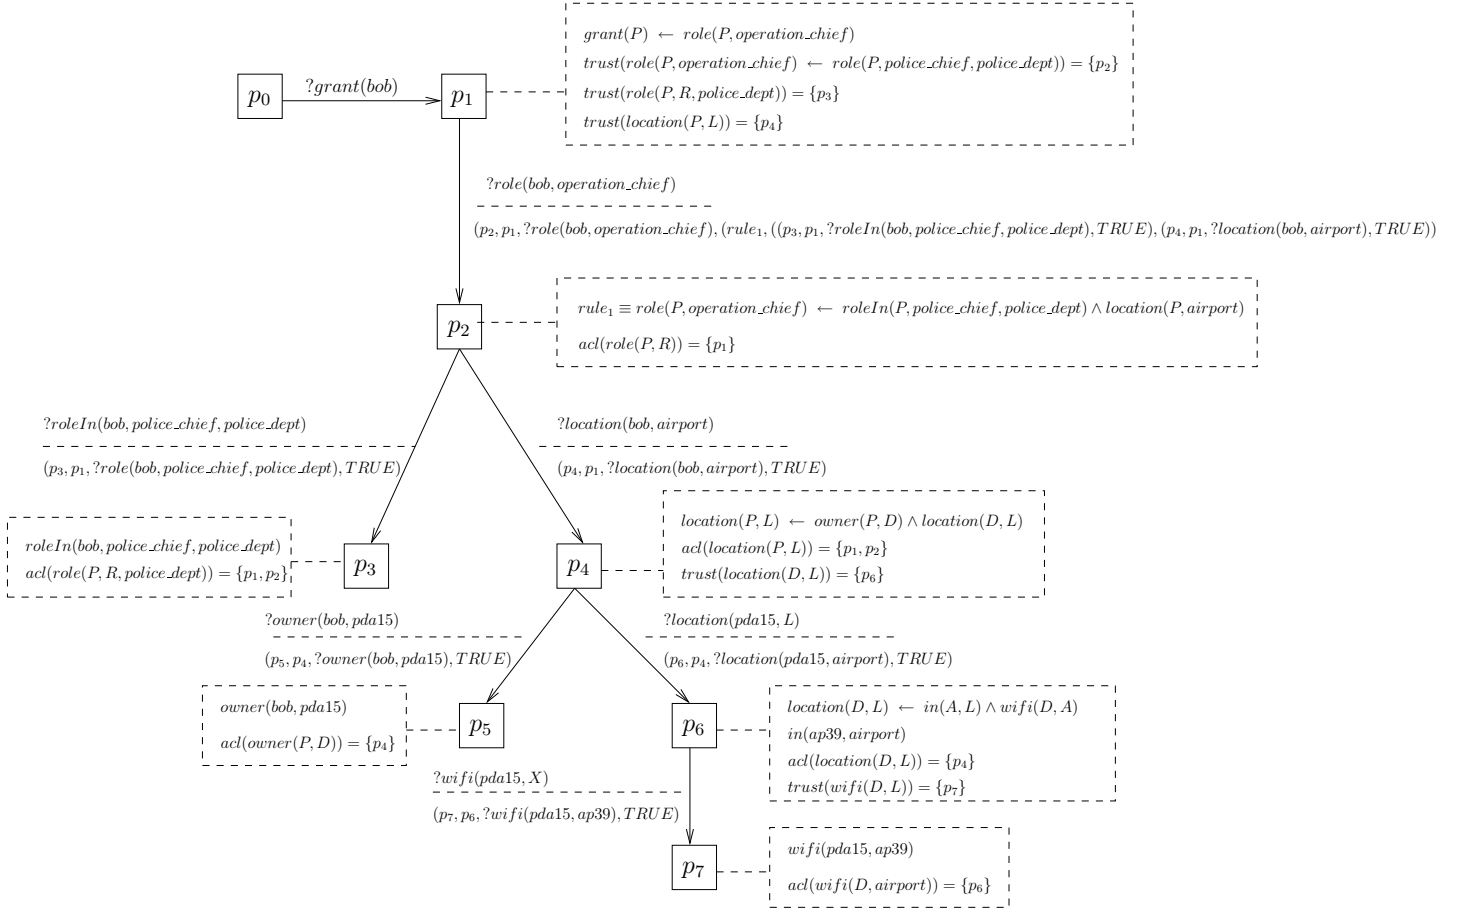 grant(P) ← role(P, operation_chief)
trust(role(P, operation_chief) ← role(P, police_chief, police_dept)) = {p2}
trust(role(P, R, police_dept)) = {p3}
trust(location(P, L)) = {p4}
p0
?grant(bob)
p1
?role(bob, operation_chief)
(p2, p1, ?role(bob, operation_chief), (rule1, ((p3, p1, ?roleIn(bob, police_chief, police_dept), TRUE), (p4, p1, ?location(bob, airport), TRUE))
p2
rule1 ≡ role(P, operation_chief) ← roleIn(P, police_chief, police_dept) ∧ location(P, airport)
acl(role(P, R)) = {p1}
?roleIn(bob, police_chief, police_dept)
(p3, p1, ?role(bob, police_chief, police_dept), TRUE)
?location(bob, airport)
(p4, p1, ?location(bob, airport), TRUE)
roleIn(bob, police_chief, police_dept)
acl(role(P, R, police_dept)) = {p1, p2}
p3
p4
location(P, L) ← owner(P, D) ∧ location(D, L)
acl(location(P, L)) = {p1, p2}
trust(location(D, L)) = {p6}
?owner(bob, pda15)
(p5, p4, ?owner(bob, pda15), TRUE)
?location(pda15, L)
(p6, p4, ?location(pda15, airport), TRUE)
owner(bob, pda15)
acl(owner(P, D)) = {p4}
p5
p6
location(D, L) ← in(A, L) ∧ wifi(D, A)
in(ap39, airport)
acl(location(D, L)) = {p4}
trust(wifi(D, L)) = {p7}
?wifi(pda15, X)
(p7, p6, ?wifi(pda15, ap39), TRUE)
p7
wifi(pda15, ap39)
acl(wifi(D, airport)) = {p6}